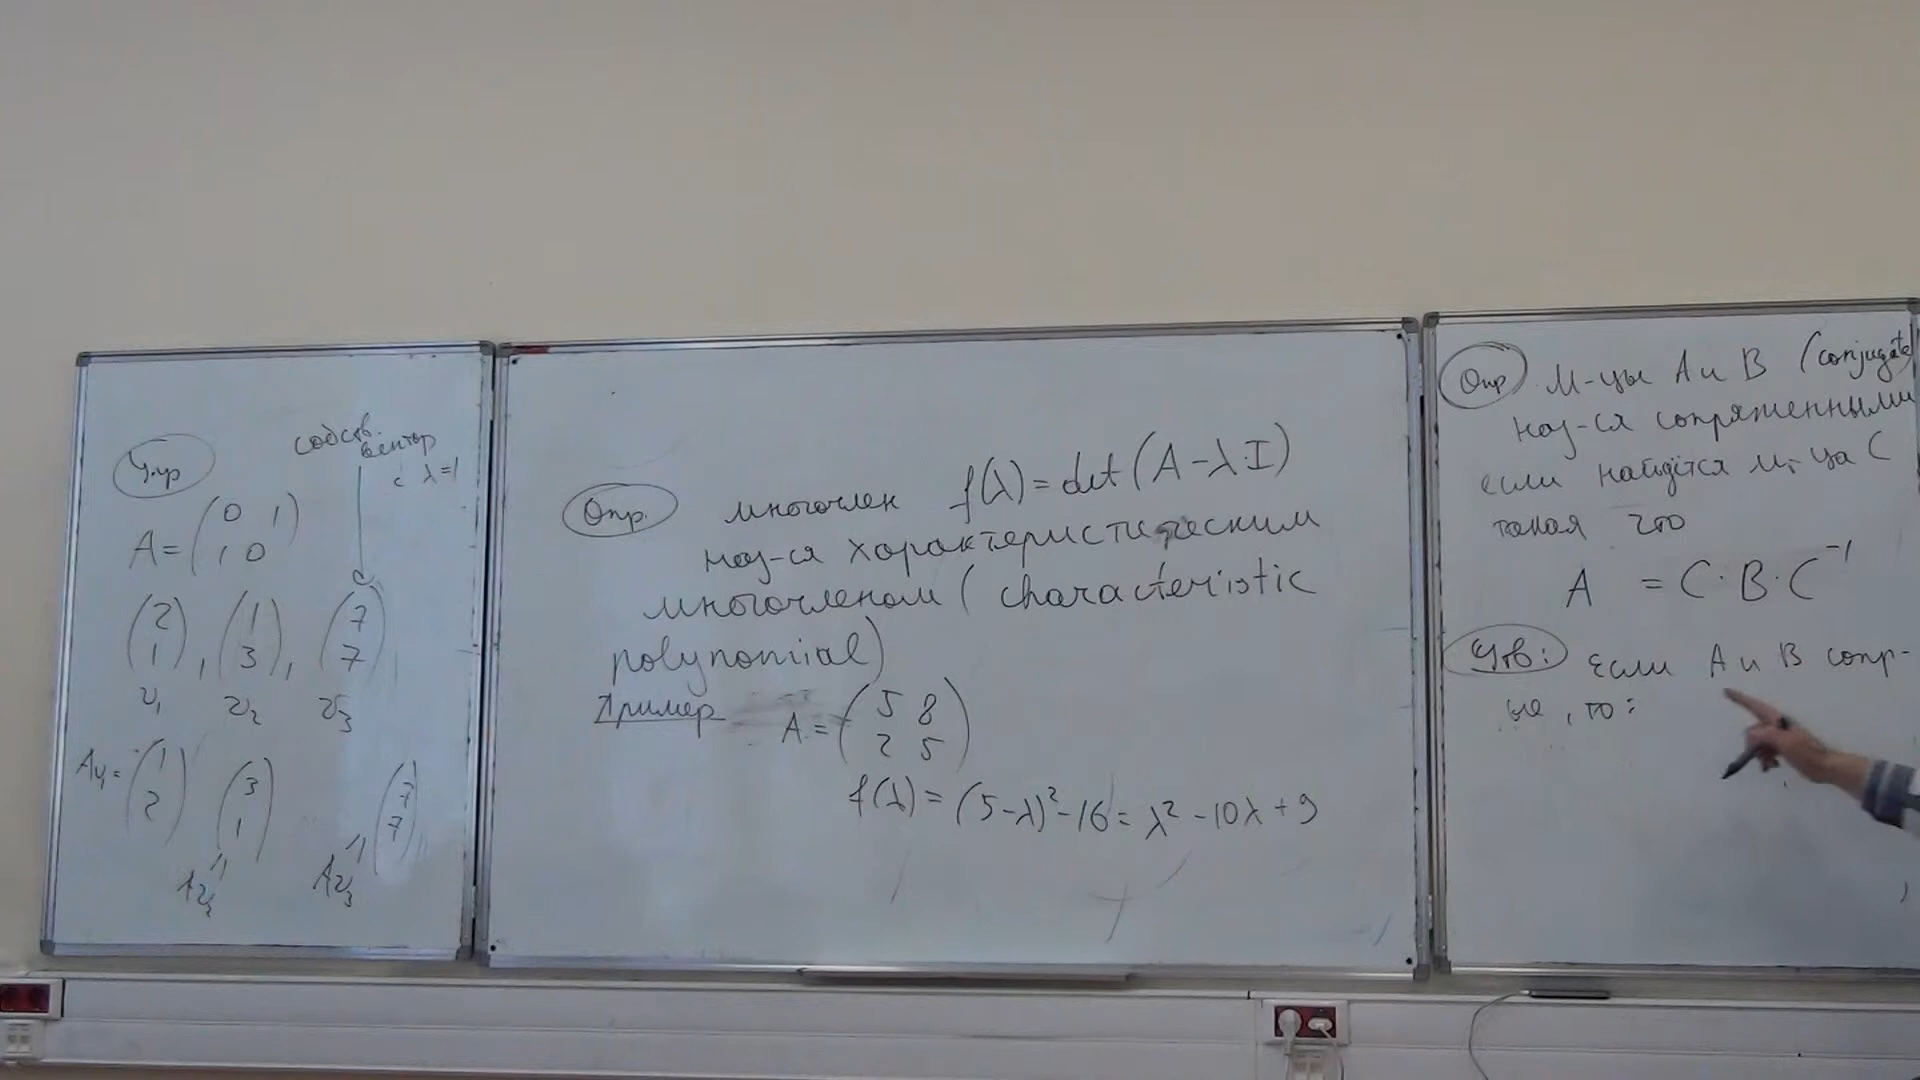 Упр
собств.
вектор
с λ=1
A = (0 1
1 0)
(2
1), (1
3), (7
7)
v₁ v₂ v₃
Av₁ = (1
2) (3
1) (7
7)
Av₂ Av₃
Опр. многочлен f(λ) = det(A - λ·I)
наз-ся характеристическим
многочленом (characteristic
polynomial)
Пример A = (5 8
2 5)
f(λ) = (5-λ)² - 16 = λ² - 10λ + 9
Опр М-цы A и B (conjugate)
наз-ся сопряженными
если найдётся м-ца C
такая что
A = C·B·C⁻¹
Утв: Если A и B сопр-
ые, то: